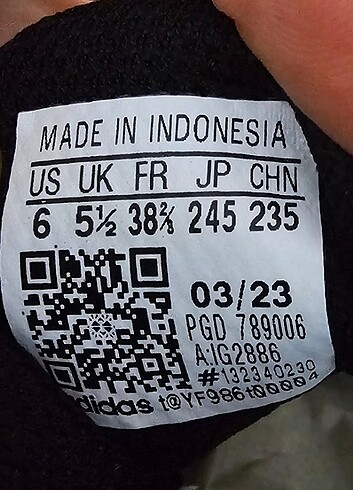 MADE IN INDONESIA
US UK FR JP CHN
6 5½ 38⅔ 245 235
03/23
PGD 789006
A:IG2886
#132340230
adidas t@YF986t00004